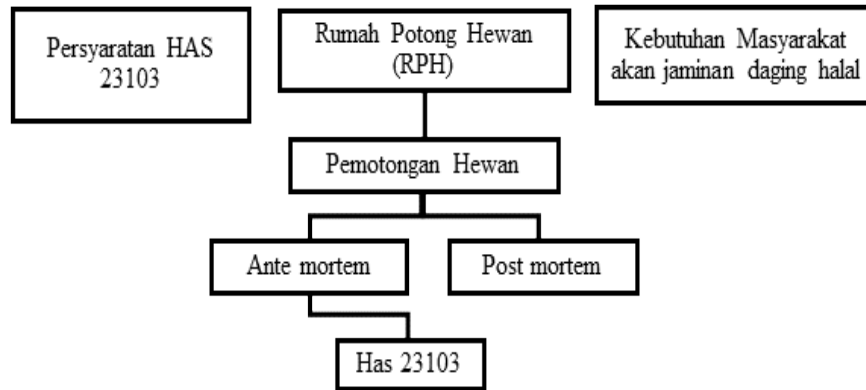 Persyaratan HAS
23103
Rumah Potong Hewan
(RPH)
Kebutuhan Masyarakat
akan jaminan daging halal
Pemotongan Hewan
Ante mortem
Post mortem
Has 23103